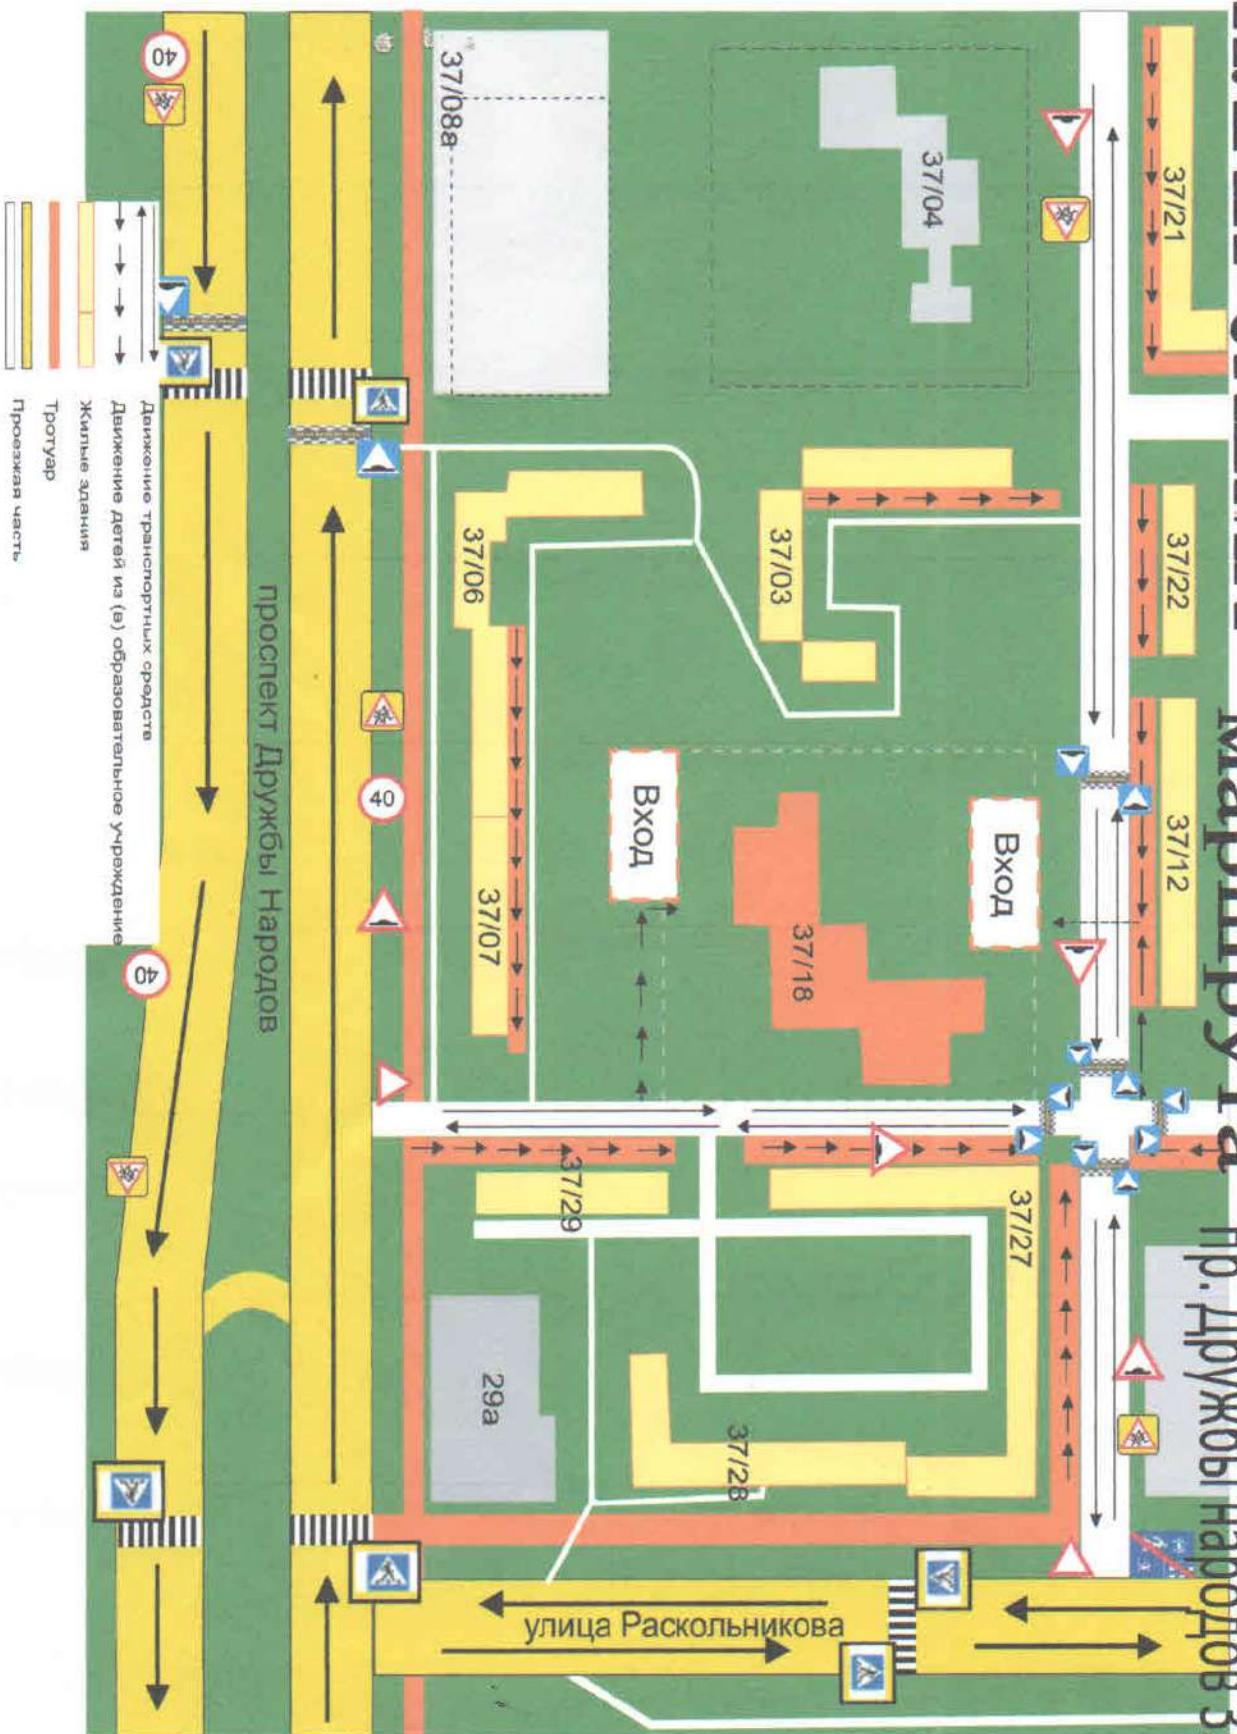 Маршрута
пр. Дружбы народов 3
37/21
37/22
37/12
37/04
37/03
Вход
Вход
37/18
37/27
37/08а
37/06
37/07
37/29
37/28
29а
улица Раскольникова
40
проспект Дружбы Народов
40
40
Движение транспортных средств
Движение детей из (в) образовательное учреждение
Жилые здания
Тротуар
Проезжая часть